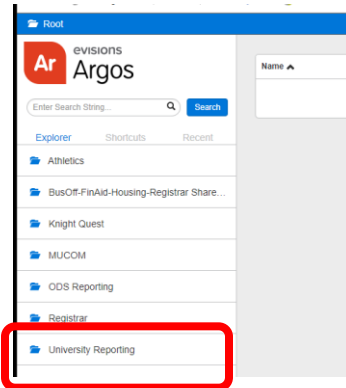 Root
Ar
evisions
Argos
Name
Enter Search String...
Search
Explorer Shortcuts Recent
Athletics
BusOff-FinAid-Housing-Registrar Share...
Knight Quest
MUCOM
ODS Reporting
Registrar
University Reporting